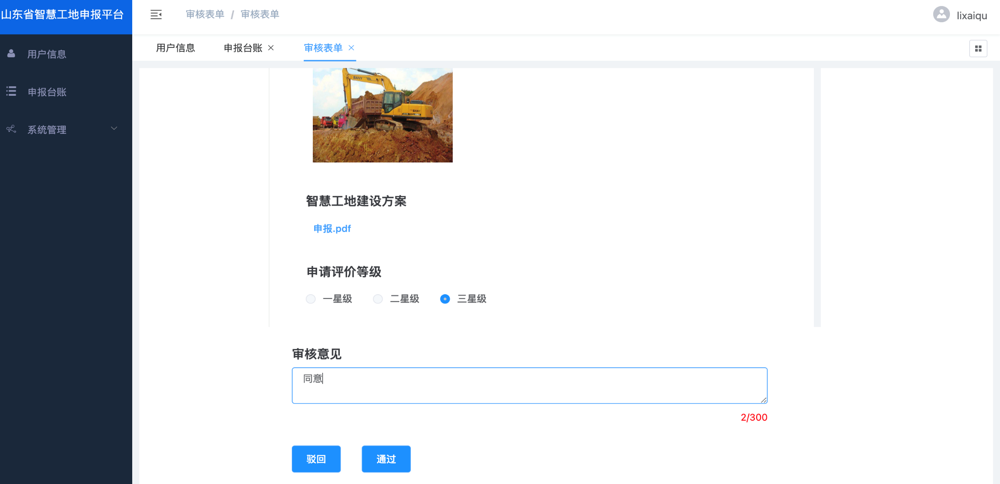 山东省智慧工地申报平台
审核表单 / 审核表单
lixaiqu
用户信息
申报台账
系统管理
用户信息
申报台账
审核表单
SANY
SANY
智慧工地建设方案
申报.pdf
申请评价等级
一星级
二星级
三星级
审核意见
同意
2/300
驳回
通过